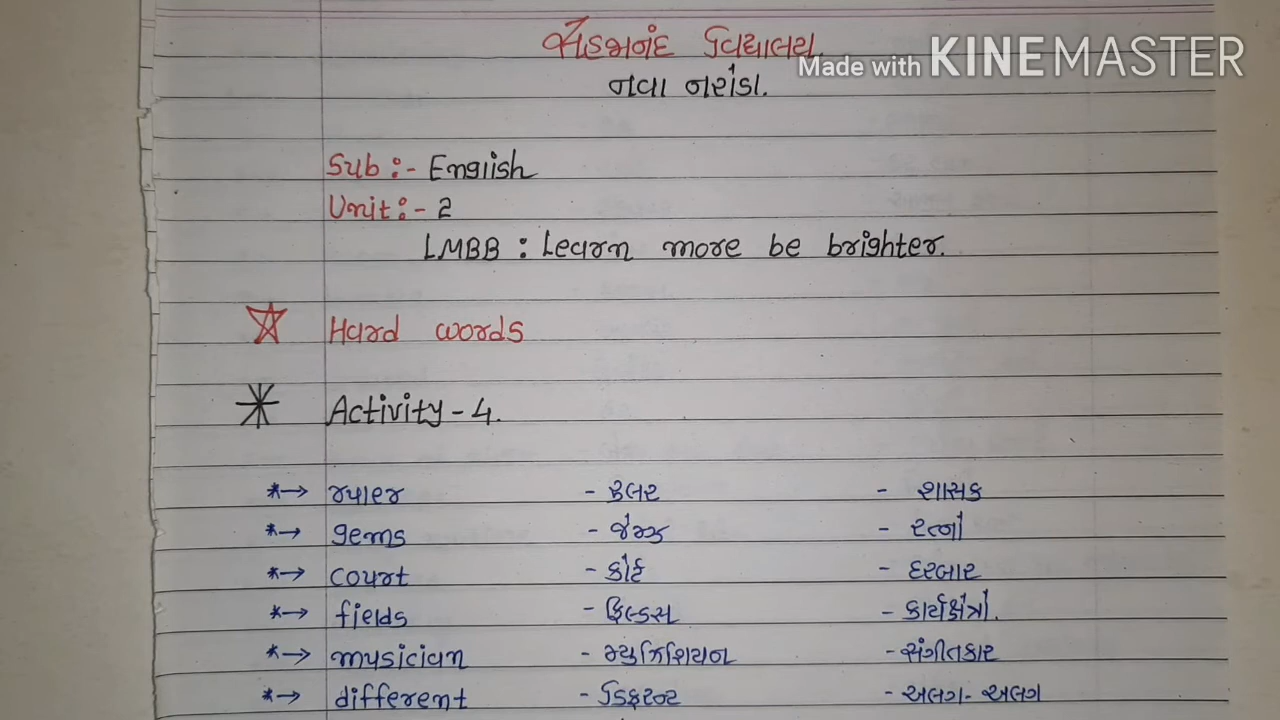 વિદ્યાલય
Made with KINEMASTER
નવા નરોડા.
Sub :- English
Unit :- 2
LMBB : Learn more be brighter.
Hard words
Activity - 4.
* → ruler - રુલર - શાસક
* → gems - જેમ્ઝ - રત્નો
* → court - કોર્ટ - દરબાર
* → fields - ફિલ્ડસ - કાર્યક્ષેત્રો.
* → musician - મ્યુઝિશિયન - સંગીતકાર
* → different - ડિફરન્ટ - અલગ- અલગ